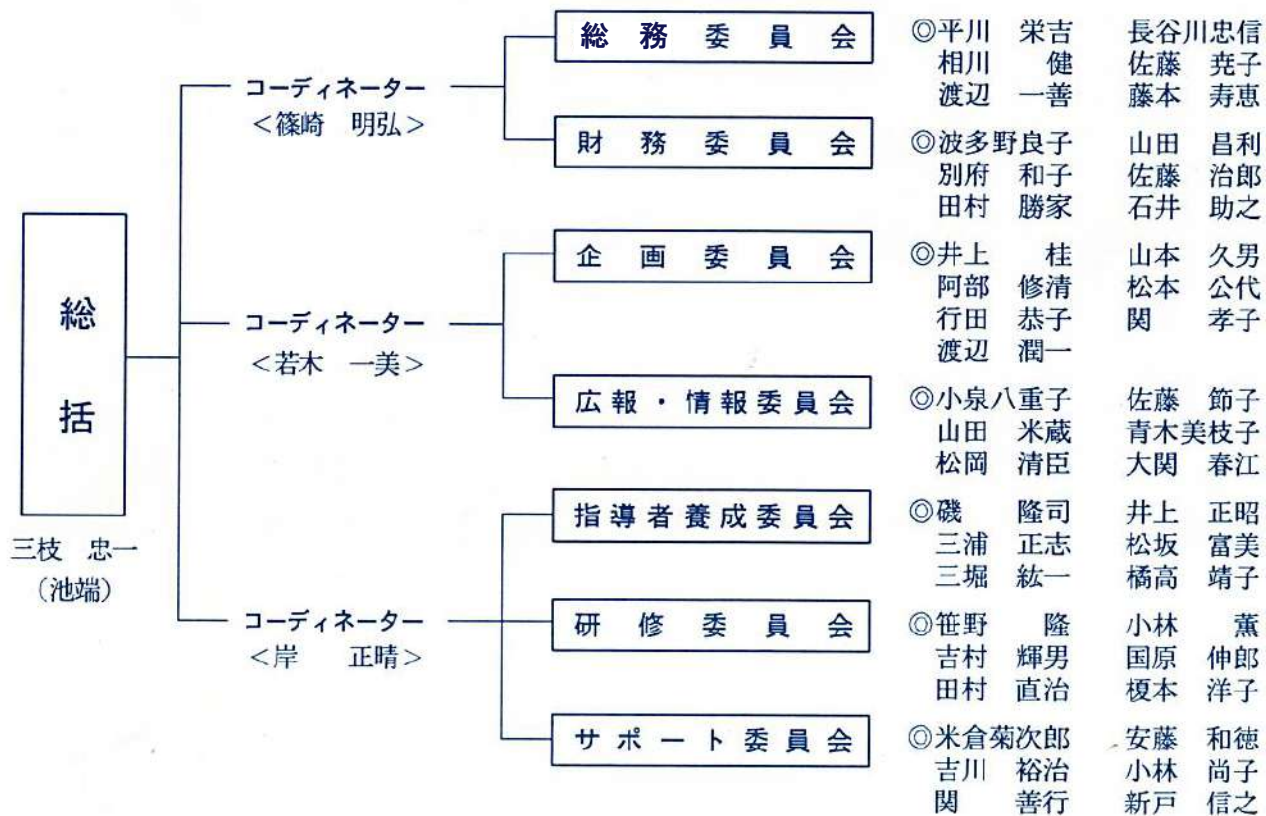 総括
三枝 忠一
(池端)
コーディネーター
<篠崎 明弘>
総務委員会
◎平川 栄吉 長谷川忠信
相川 健 佐藤 尭子
渡辺 一善 藤本 寿恵
財務委員会
◎波多野良子 山田 昌利
別府 和子 佐藤 治郎
田村 勝家 石井 助之
コーディネーター
<若木 一美>
企画委員会
◎井上 桂 山本 久男
阿部 修清 松本 公代
行田 恭子 関 孝子
渡辺 潤一
広報・情報委員会
◎小泉八重子 佐藤 節子
山田 米蔵 青木美枝子
松岡 清臣 大関 春江
コーディネーター
<岸 正晴>
指導者養成委員会
◎磯 隆司 井上 正昭
三浦 正志 松坂 富美
三堀 紘一 橘高 靖子
研修委員会
◎笹野 隆 小林 薫
吉村 輝男 国原 伸郎
田村 直治 榎本 洋子
サポート委員会
◎米倉菊次郎 安藤 和徳
吉川 裕治 小林 尚子
関 善行 新戸 信之